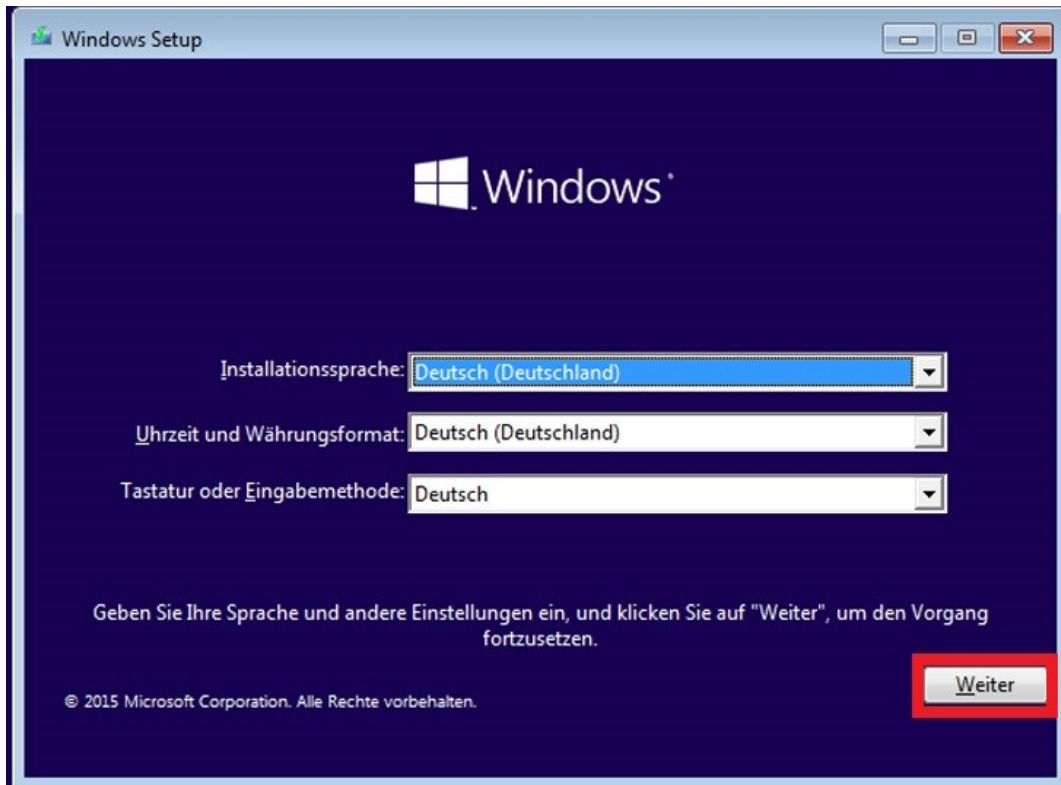 Windows Setup
Windows
Installationssprache: Deutsch (Deutschland)
Uhrzeit und Währungsformat: Deutsch (Deutschland)
Tastatur oder Eingabemethode: Deutsch
Geben Sie Ihre Sprache und andere Einstellungen ein, und klicken Sie auf "Weiter", um den Vorgang
fortzusetzen.
Weiter
© 2015 Microsoft Corporation. Alle Rechte vorbehalten.